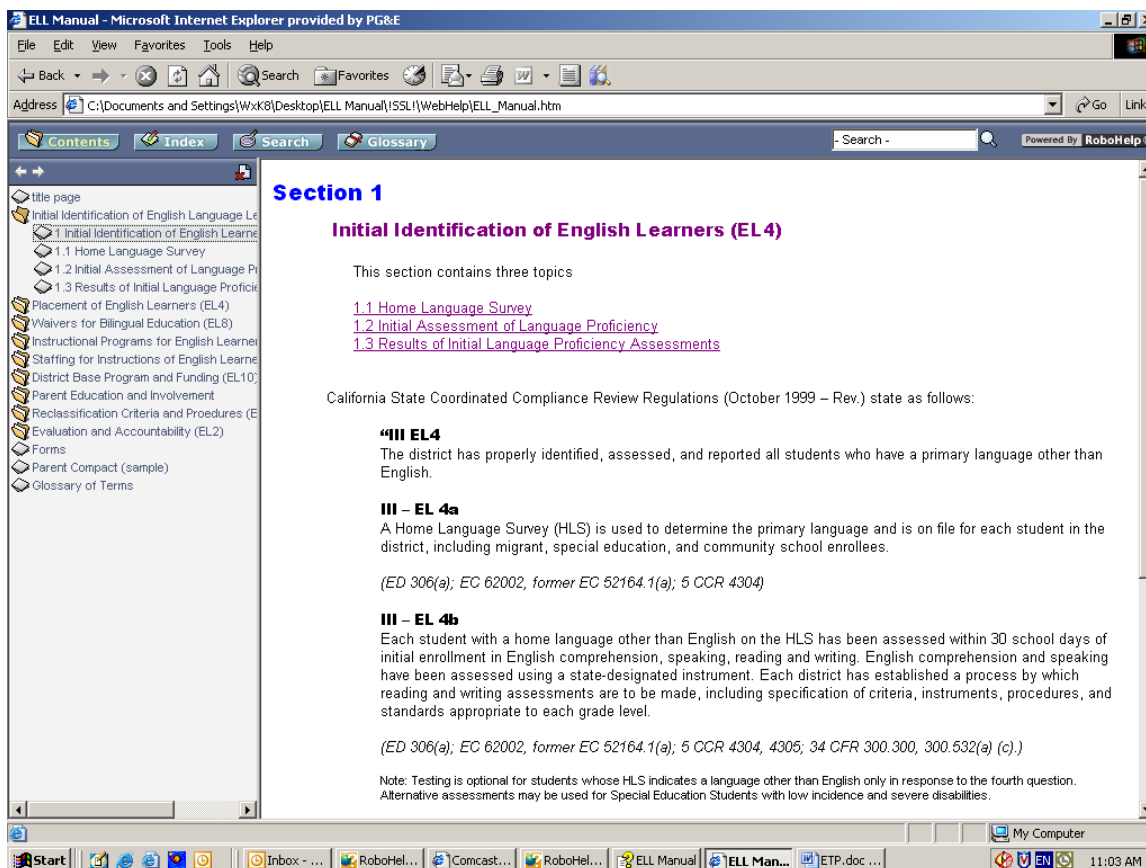 ELL Manual - Microsoft Internet Explorer provided by PG&E
File Edit View Favorites Tools Help
Back Search Favorites
Address C:\Documents and Settings\WxK8\Desktop\ELL Manual\!SSL!\WebHelp\ELL_Manual.htm Go Link
Contents Index Search Glossary - Search - Powered By RoboHelp
title page
Initial Identification of English Language Le
1 Initial Identification of English Learne
1.1 Home Language Survey
1.2 Initial Assessment of Language Pr
1.3 Results of Initial Language Proficie
Placement of English Learners (EL4)
Waivers for Bilingual Education (EL8)
Instructional Programs for English Learner
Staffing for Instructions of English Learne
District Base Program and Funding (EL10)
Parent Education and Involvement
Reclassification Criteria and Proedures (E
Evaluation and Accountability (EL2)
Forms
Parent Compact (sample)
Glossary of Terms
Section 1
Initial Identification of English Learners (EL4)
This section contains three topics
1.1 Home Language Survey
1.2 Initial Assessment of Language Proficiency
1.3 Results of Initial Language Proficiency Assessments
California State Coordinated Compliance Review Regulations (October 1999 – Rev.) state as follows:
“III EL4
The district has properly identified, assessed, and reported all students who have a primary language other than
English.
III – EL 4a
A Home Language Survey (HLS) is used to determine the primary language and is on file for each student in the
district, including migrant, special education, and community school enrollees.
(ED 306(a); EC 62002, former EC 52164.1(a); 5 CCR 4304)
III – EL 4b
Each student with a home language other than English on the HLS has been assessed within 30 school days of
initial enrollment in English comprehension, speaking, reading and writing. English comprehension and speaking
have been assessed using a state-designated instrument. Each district has established a process by which
reading and writing assessments are to be made, including specification of criteria, instruments, procedures, and
standards appropriate to each grade level.
(ED 306(a); EC 62002, former EC 52164.1(a); 5 CCR 4304, 4305; 34 CFR 300.300, 300.532(a) (c).)
Note: Testing is optional for students whose HLS indicates a language other than English only in response to the fourth question.
Alternative assessments may be used for Special Education Students with low incidence and severe disabilities.
My Computer
Start Inbox - ... RoboHel... Comcast... RoboHel... ELL Manual ELL Man... ETP.doc ... EN 11:03 AM